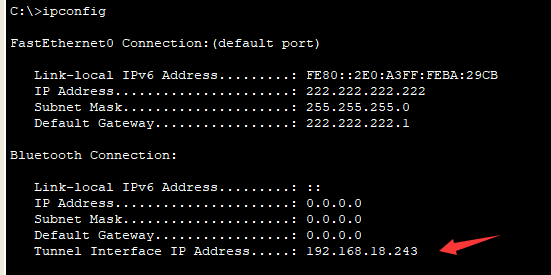 C:\>ipconfig
FastEthernet0 Connection:(default port)
Link-local IPv6 Address.........: FE80::2E0:A3FF:FEBA:29CB
IP Address......................: 222.222.222.222
Subnet Mask.....................: 255.255.255.0
Default Gateway.................: 222.222.222.1
Bluetooth Connection:
Link-local IPv6 Address.........: ::
IP Address......................: 0.0.0.0
Subnet Mask.....................: 0.0.0.0
Default Gateway.................: 0.0.0.0
Tunnel Interface IP Address.....: 192.168.18.243